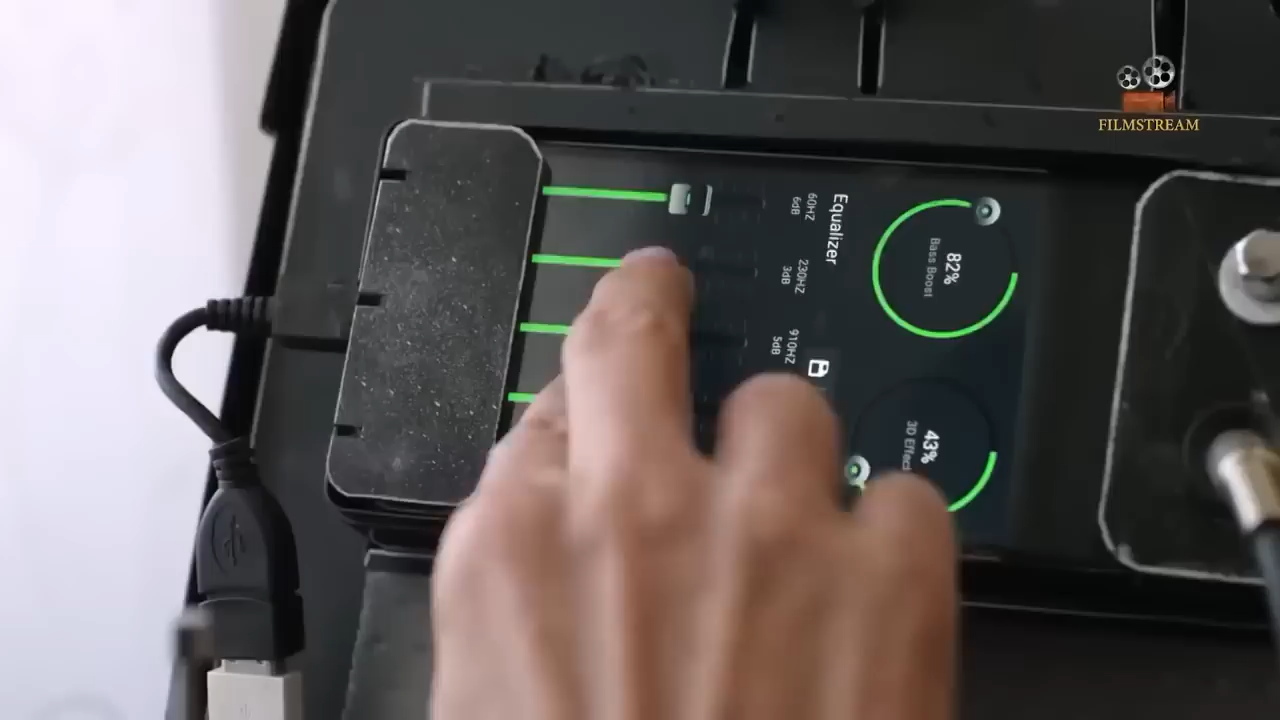 FILMSTREAM
Equalizer
60HZ
6dB
230HZ
3dB
910HZ
5dB
82%
Bass Boost
43%
3D Effect